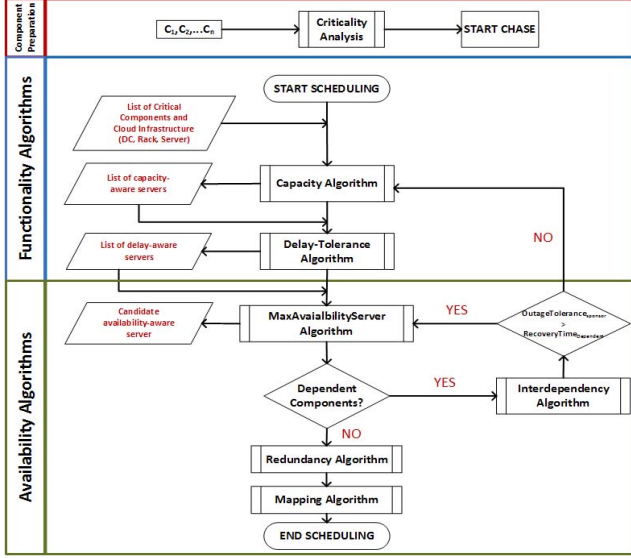 Component
Preparation
C1,C2,...Cn
Criticality
Analysis
START CHASE
Functionality Algorithms
START SCHEDULING
List of Critical
Components and
Cloud Infrastructure
(DC, Rack, Server)
List of capacity-
aware servers
Capacity Algorithm
NO
List of delay-aware
servers
Delay-Tolerance
Algorithm
Availability Algorithms
Candidate
availability-aware
server
MaxAvaialbilityServer
Algorithm
YES
OutageTolerancesponsor
>
RecoveryTimeDependent
Dependent
Components?
YES
Interdependency
Algorithm
NO
Redundancy Algorithm
Mapping Algorithm
END SCHEDULING